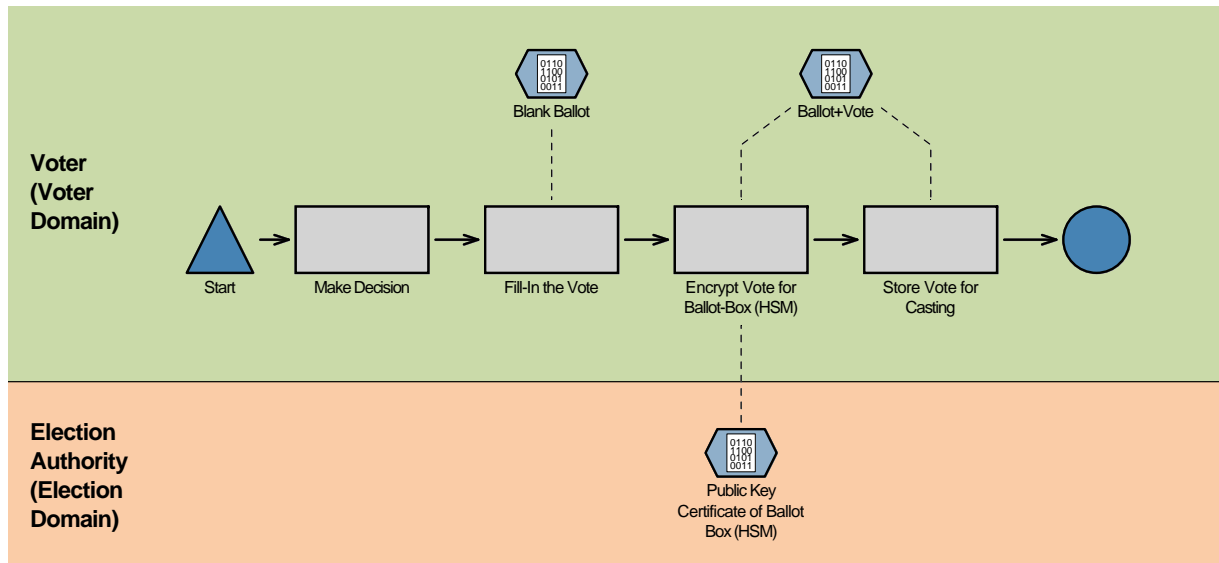 0110
1100
0101
0011
Blank Ballot
0110
1100
0101
0011
Ballot+Vote
Voter
(Voter
Domain)
Start
Make Decision
Fill-In the Vote
Encrypt Vote for
Ballot-Box (HSM)
Store Vote for
Casting
Election
Authority
(Election
Domain)
0110
1100
0101
0011
Public Key
Certificate of Ballot
Box (HSM)